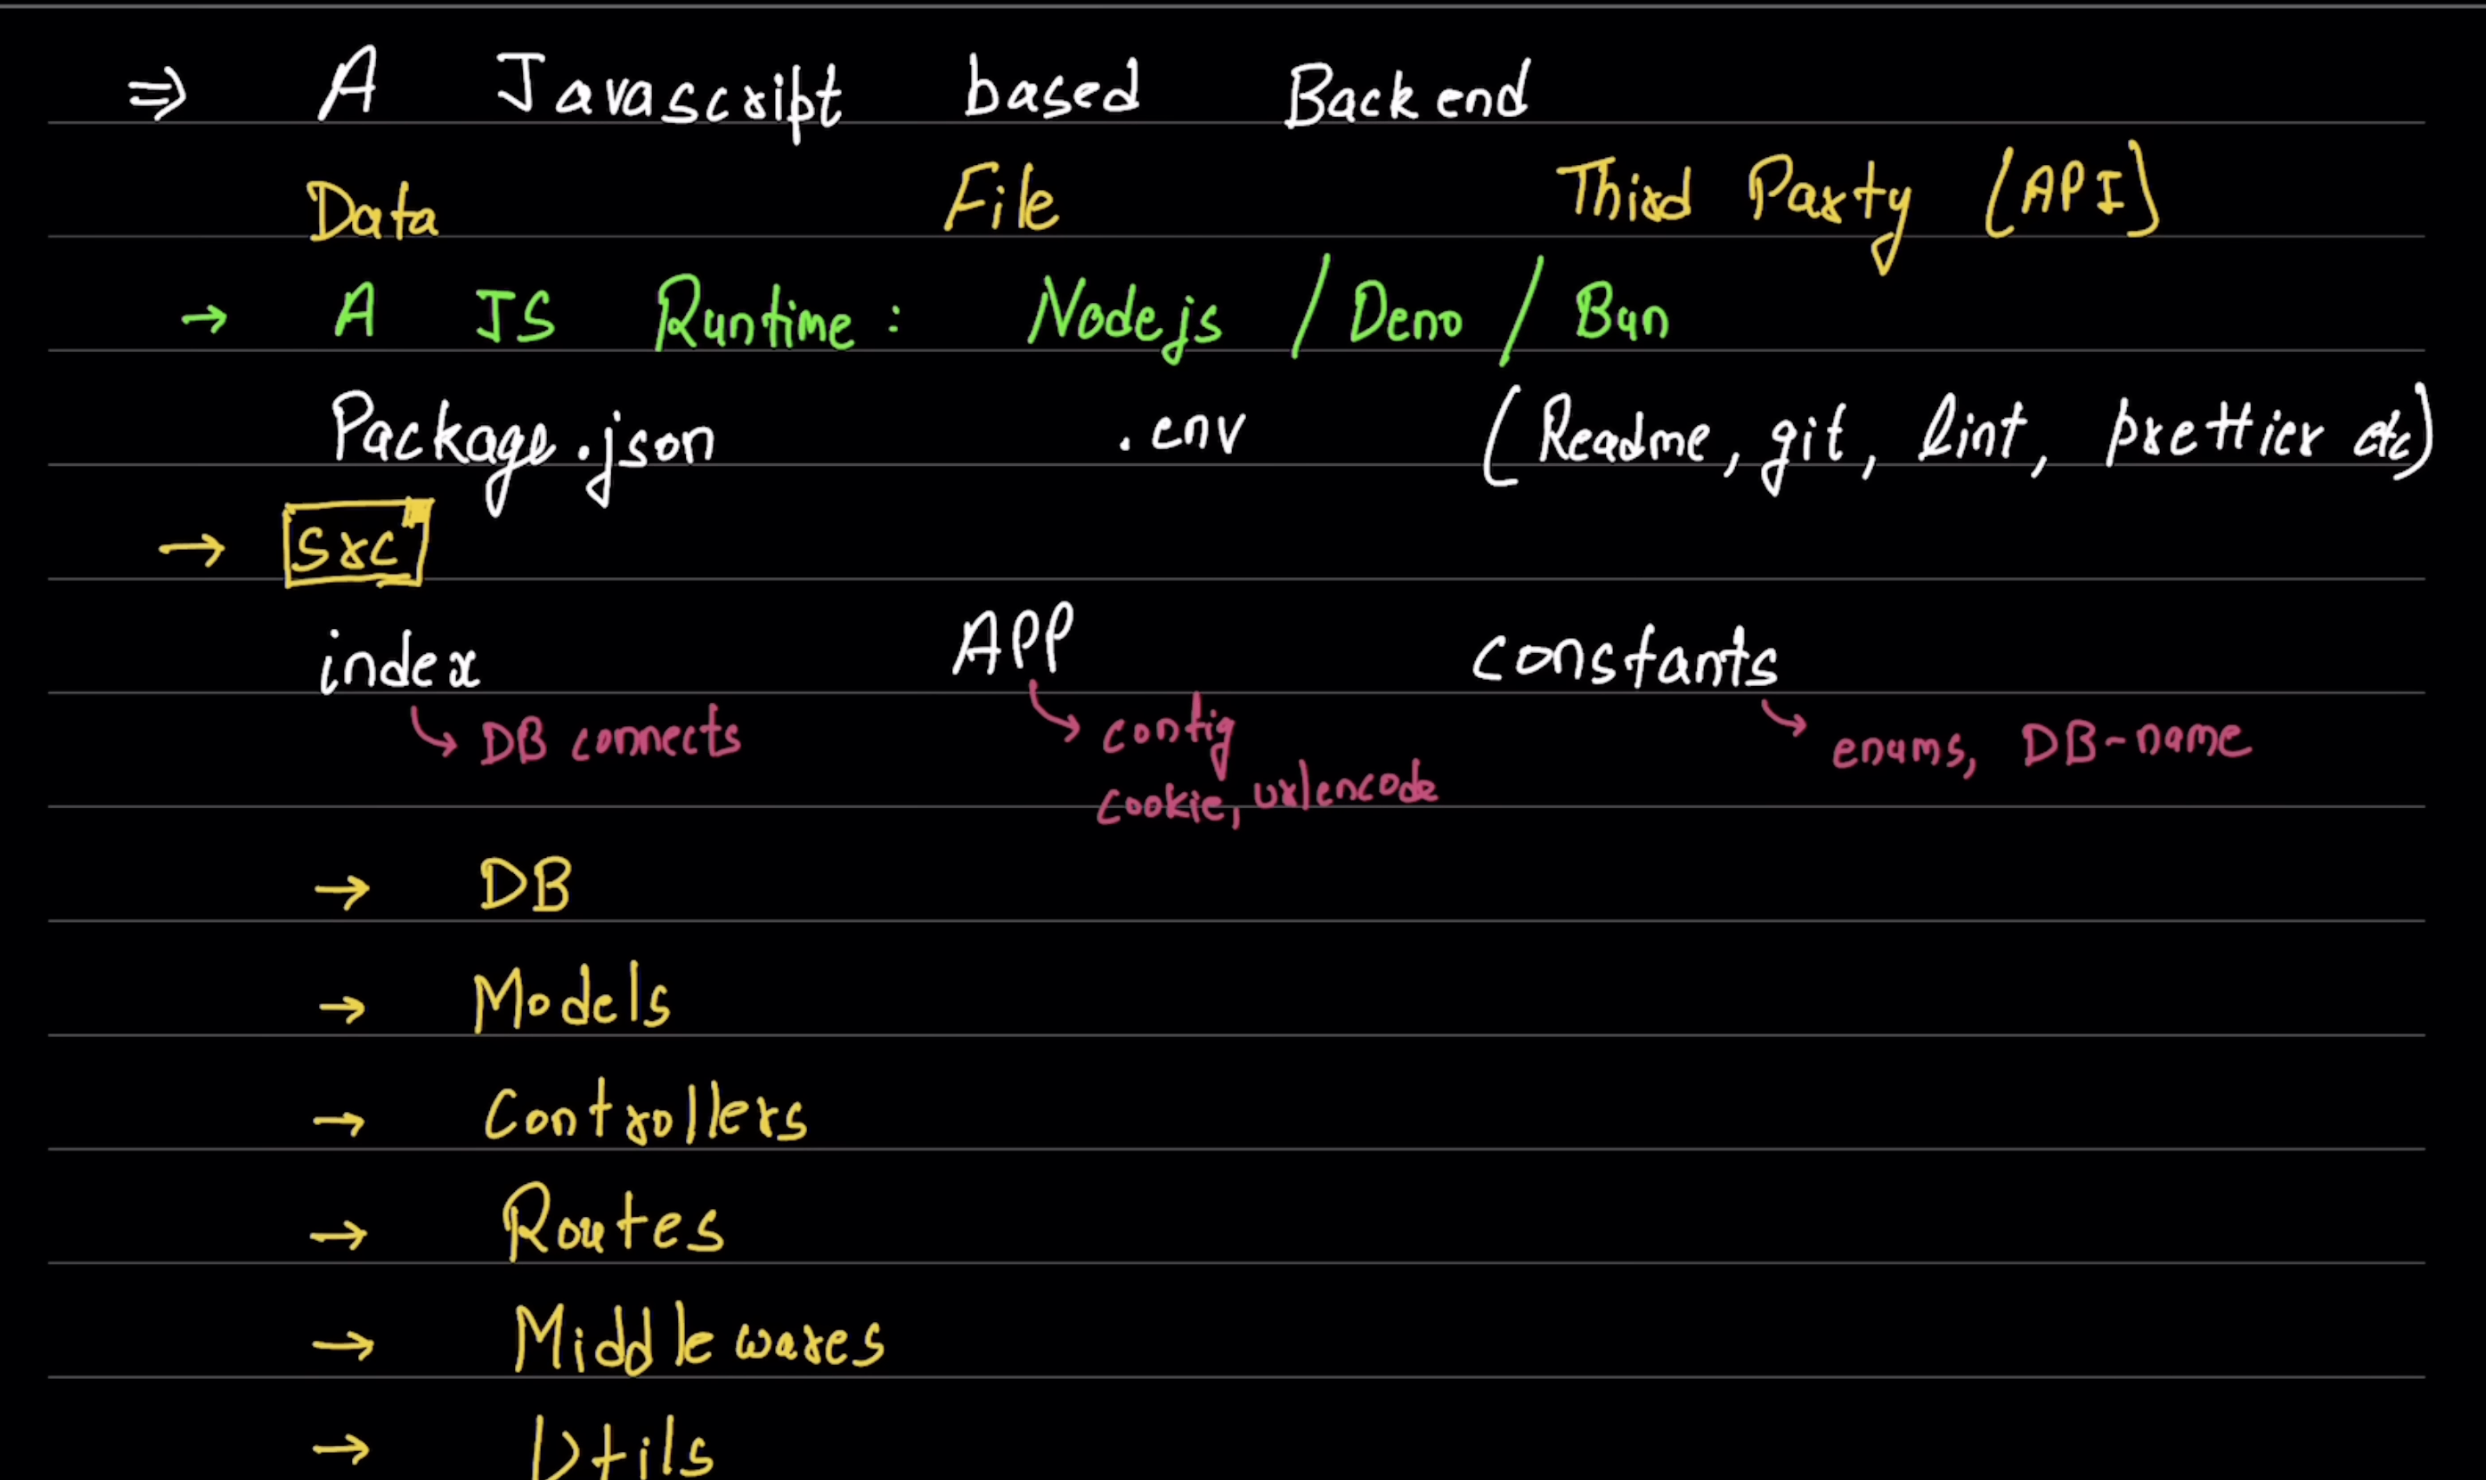 ⇒ A Javascript based Backend
Data File Third Party (API)
→ A JS Runtime: Nodejs / Deno / Bun
Package.json .env (Readme, git, lint, prettier etc)
→ src
index APP constants
DB connects config enums, DB-name
cookie, urlencode
→ DB
→ Models
→ Controllers
→ Routes
→ Middlewares
→ Utils